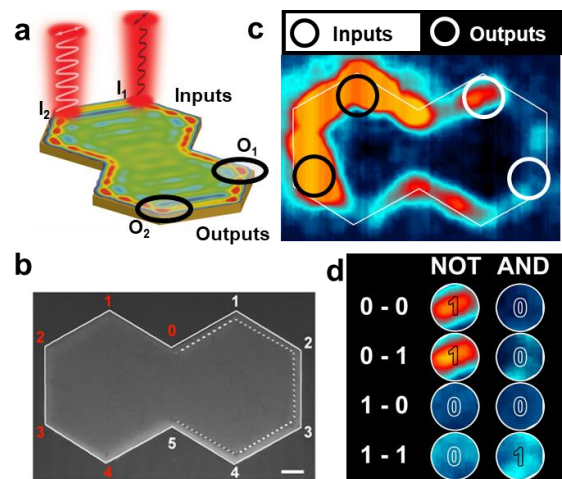 a
I1
I2
Inputs
O1
O2
Outputs
b
1 1
0
2 2
3 3
4 5 4
c
Inputs Outputs
d
NOT AND
0 - 0 1 0
0 - 1 1 0
1 - 0 0 0
1 - 1 0 1